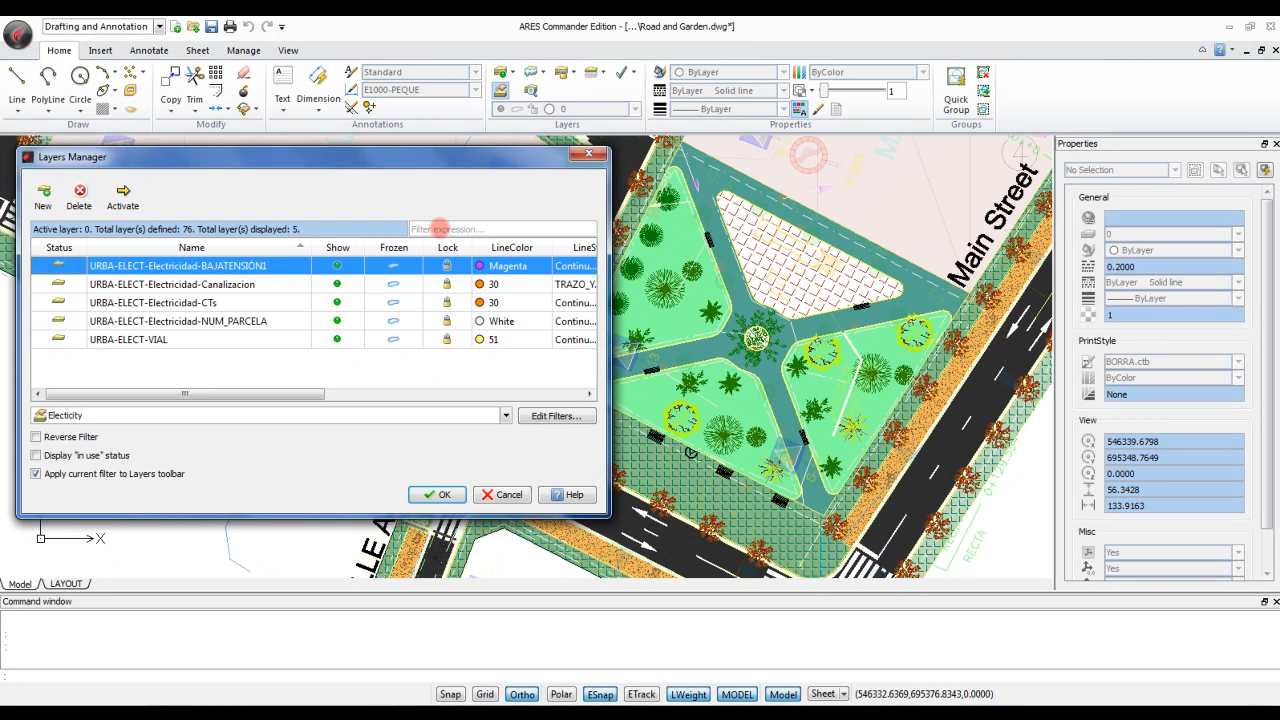 Drafting and Annotation
ARES Commander Edition - [...\Road and Garden.dwg*]
Home Insert Annotate Sheet Manage View
Standard ByLayer ByColor
E1000-PEQUE ByLayer Solid line 1
Line PolyLine Circle Copy Trim Text Dimension 0 ByLayer Quick Group
Draw Modify Annotations Layers Properties Groups
Layers Manager
New Delete Activate
Active layer: 0. Total layer(s) defined: 76. Total layer(s) displayed: 5. Filter expression...
Status Name Show Frozen Lock LineColor LineS
URBA-ELECT-Electricidad-BAJATENSIÓN1 Magenta Continu...
URBA-ELECT-Electricidad-Canalizacion 30 TRAZO_Y.
URBA-ELECT-Electricidad-CTs 30 Continu...
URBA-ELECT-Electricidad-NUM_PARCELA White Continu...
URBA-ELECT-VIAL 51 Continu...
Electicity Edit Filters...
Reverse Filter
Display "in use" status
Apply current filter to Layers toolbar
OK Cancel Help
Main Street
LLE A
0+129.5
RECTA
X
Properties
No Selection
General
0
ByLayer
0.2000
ByLayer Solid line
ByLayer
1
PrintStyle
BORRA.ctb
ByColor
None
View
546339.6798
695348.7649
0.0000
56.3428
133.9163
Misc
Yes
Yes
Model LAYOUT
Command window
:
:
:
Snap Grid Ortho Polar ESnap ETrack LWeight MODEL Model Sheet (546332.6369,695376.8343,0.0000)